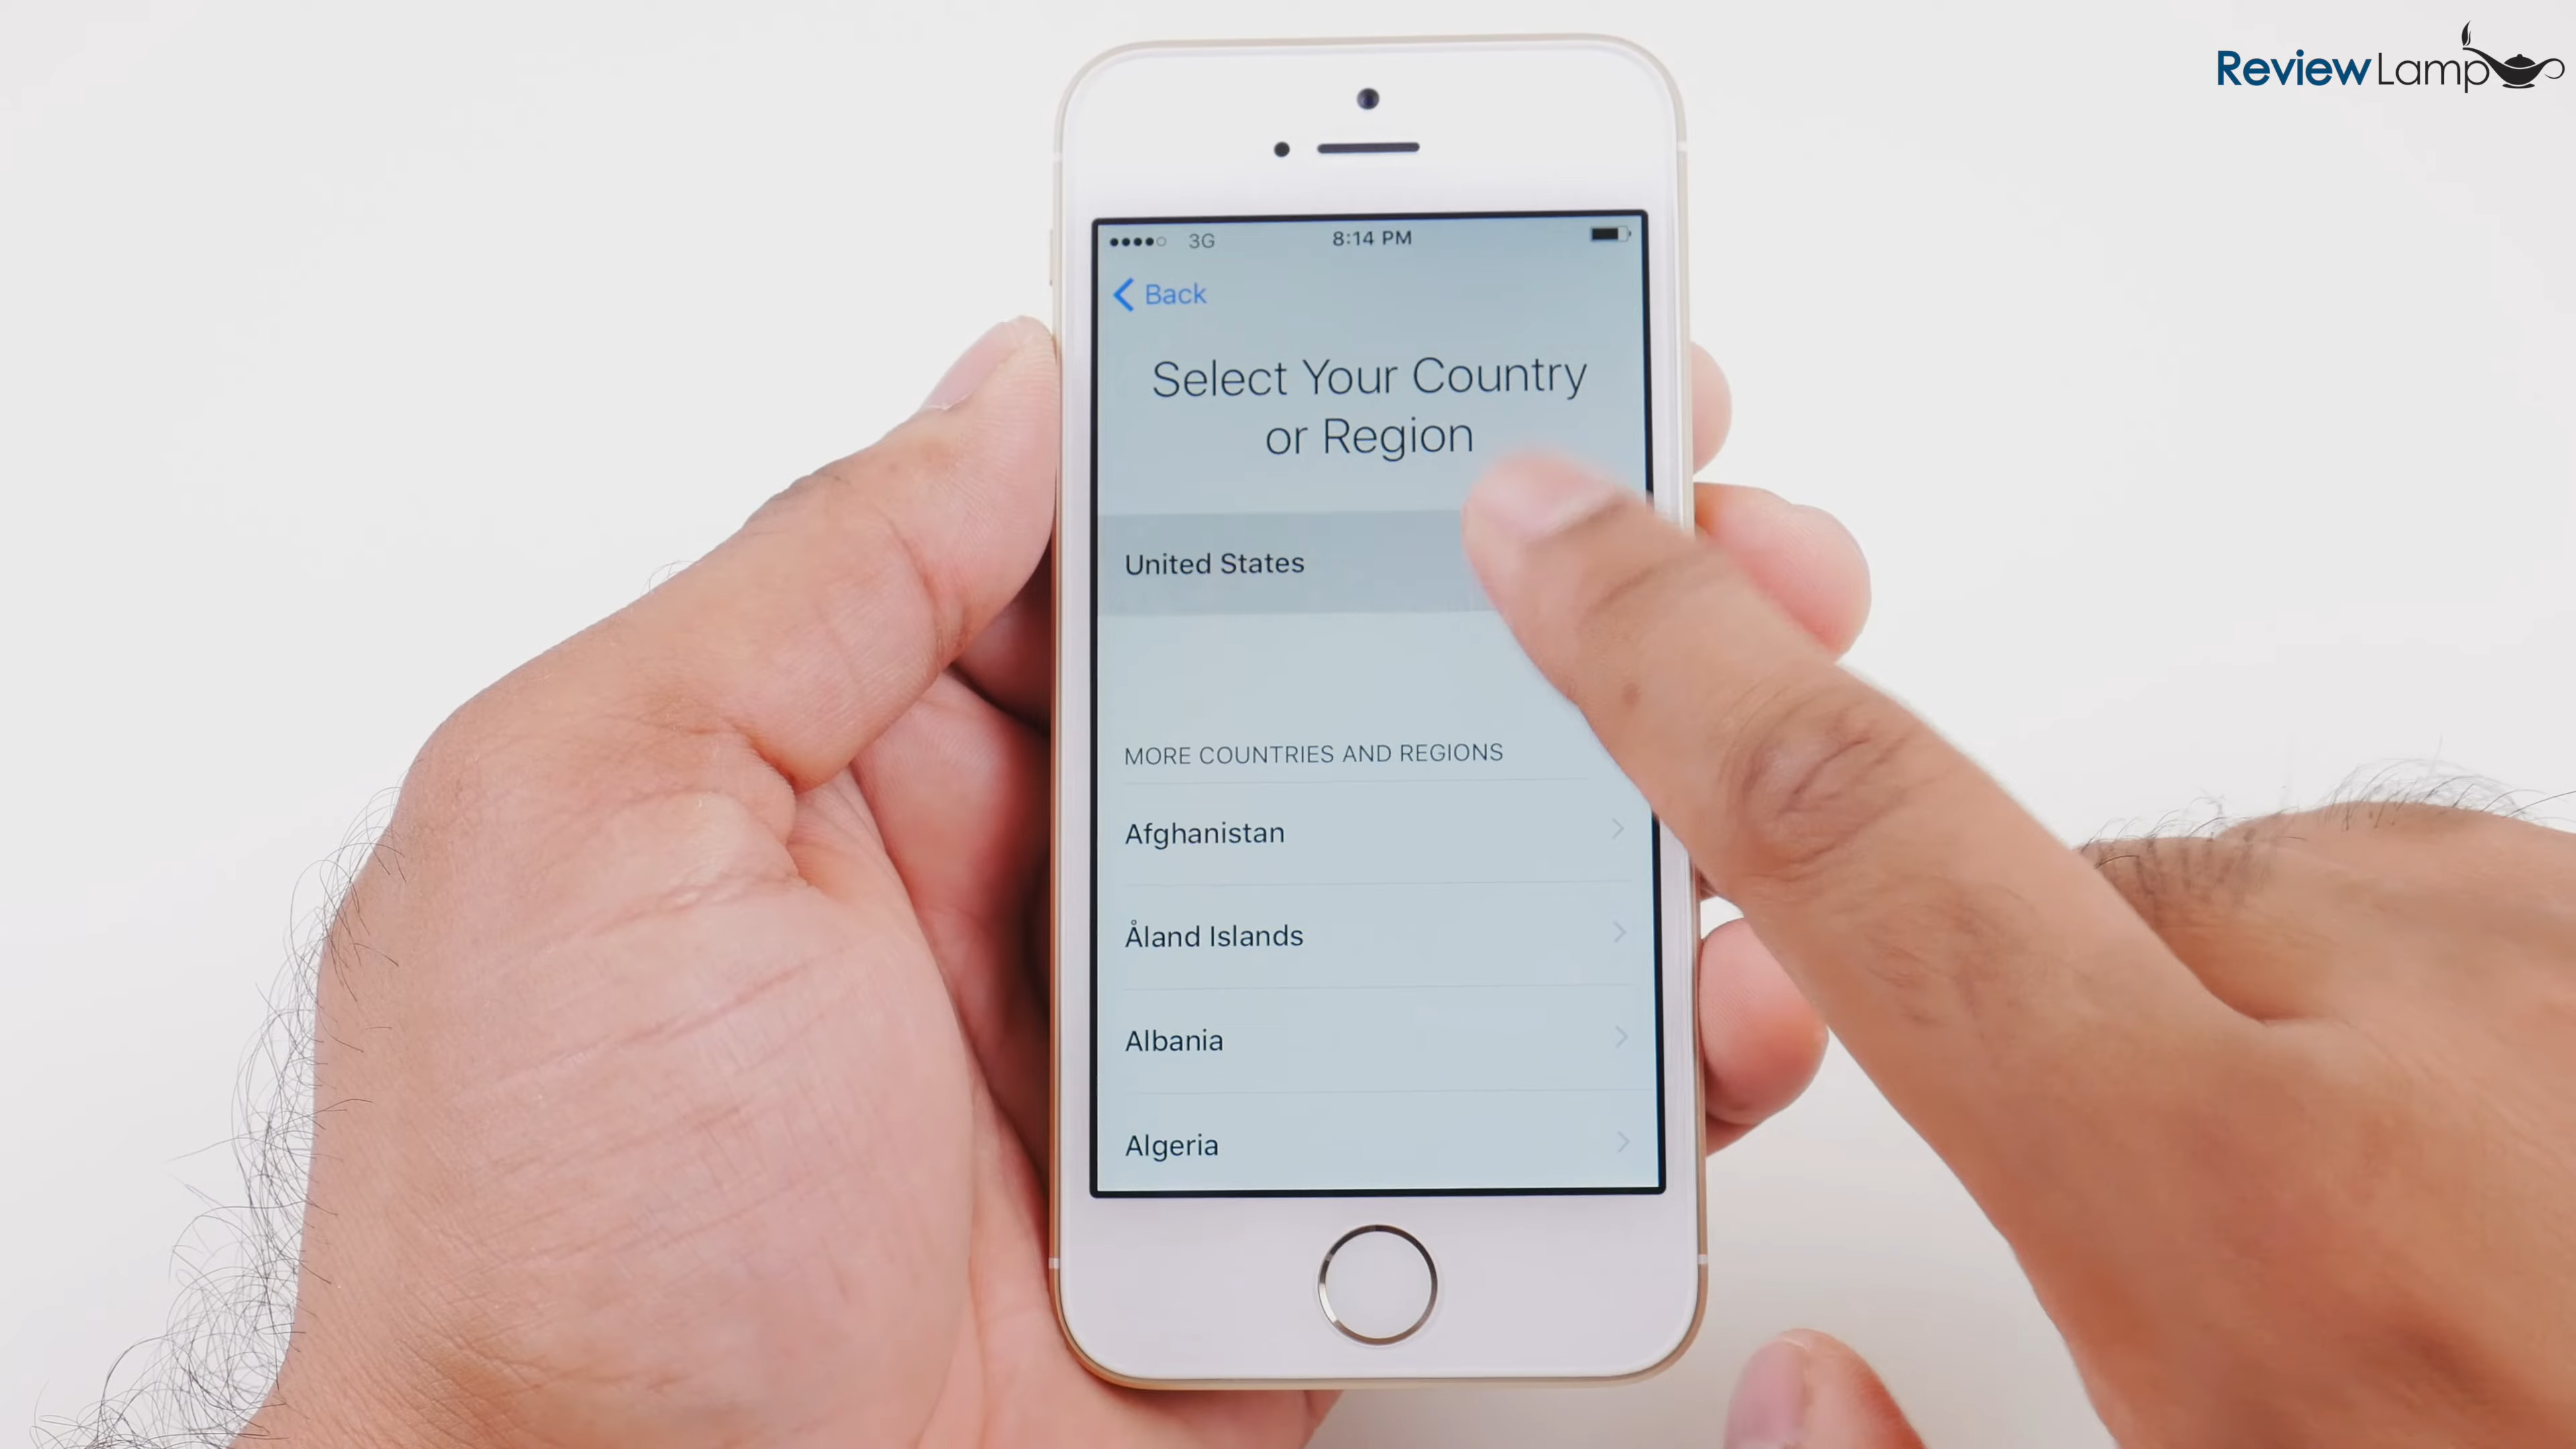 ReviewLamp
3G 8:14 PM
Back
Select Your Country
or Region
United States
MORE COUNTRIES AND REGIONS
Afghanistan
Åland Islands
Albania
Algeria